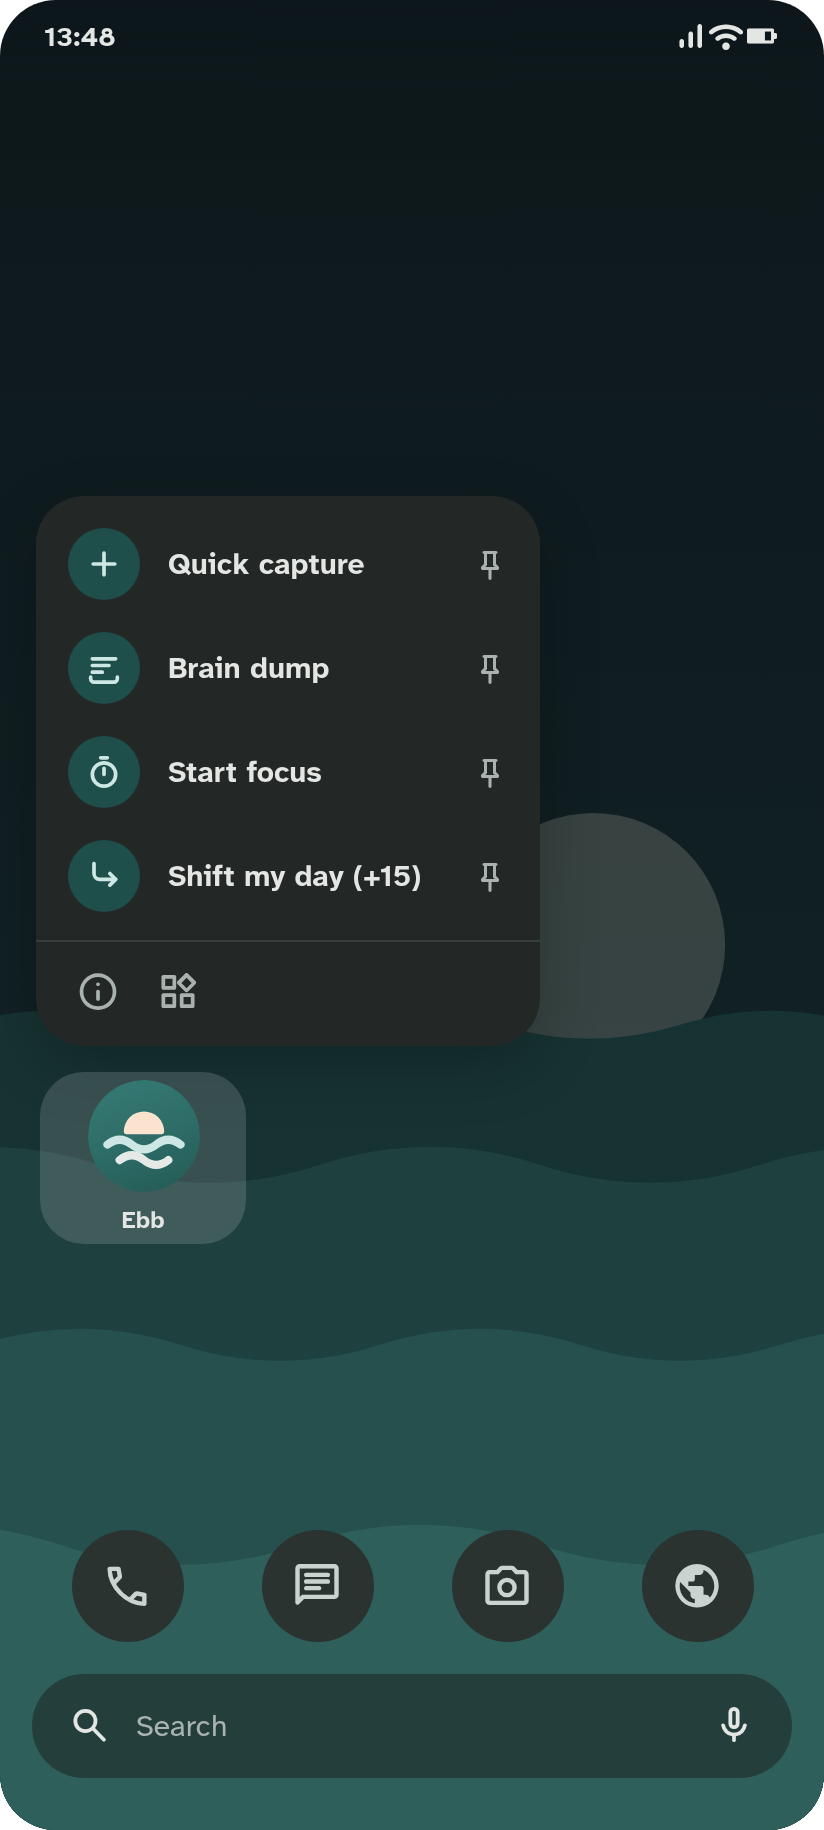 13:48
Quick capture
Brain dump
Start focus
Shift my day (+15)
Ebb
Search